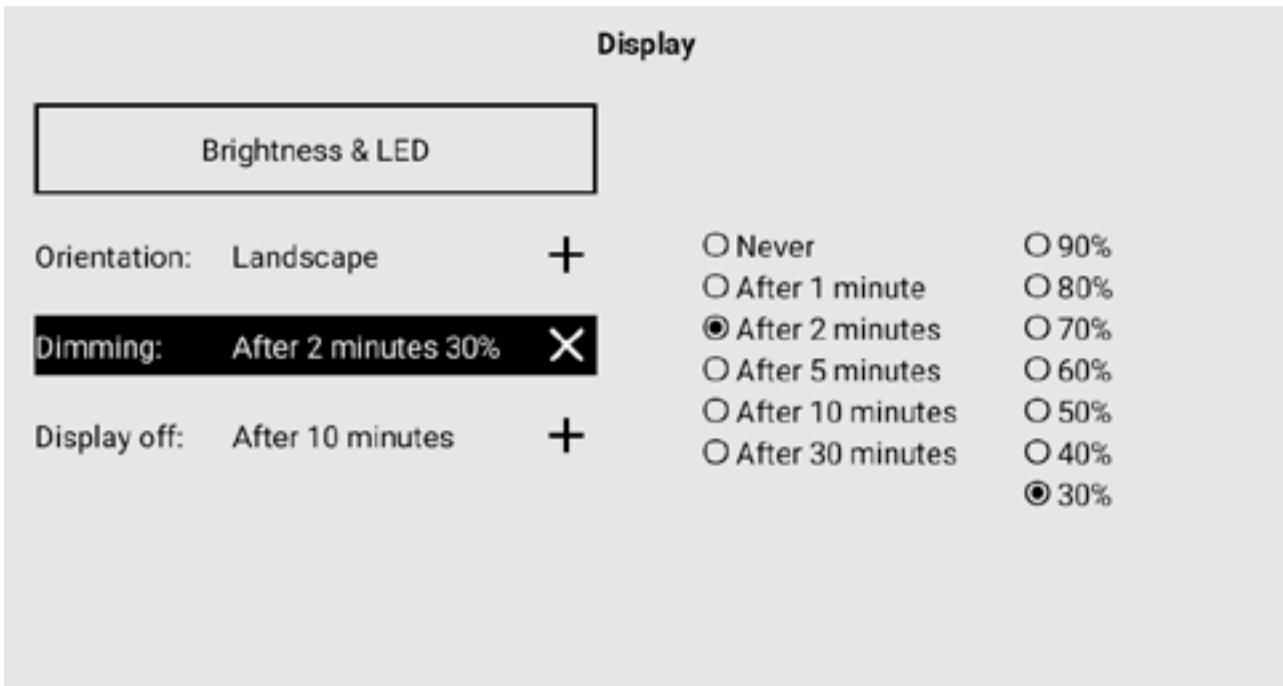 Display
Brightness & LED
Orientation: Landscape
Dimming: After 2 minutes 30%
Display off: After 10 minutes
Never
After 1 minute
After 2 minutes
After 5 minutes
After 10 minutes
After 30 minutes
90%
80%
70%
60%
50%
40%
30%